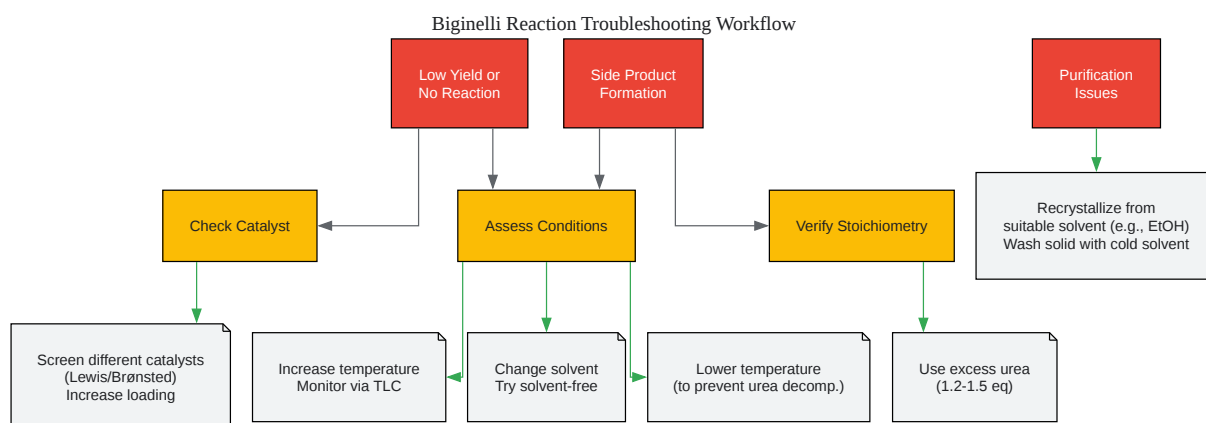 Biginelli Reaction Troubleshooting Workflow
Low Yield or
No Reaction
Side Product
Formation
Purification
Issues
Check Catalyst
Assess Conditions
Verify Stoichiometry
Recrystallize from
suitable solvent (e.g., EtOH)
Wash solid with cold solvent
Screen different catalysts
(Lewis/Brønsted)
Increase loading
Increase temperature
Monitor via TLC
Change solvent
Try solvent-free
Lower temperature
(to prevent urea decomp.)
Use excess urea
(1.2-1.5 eq)